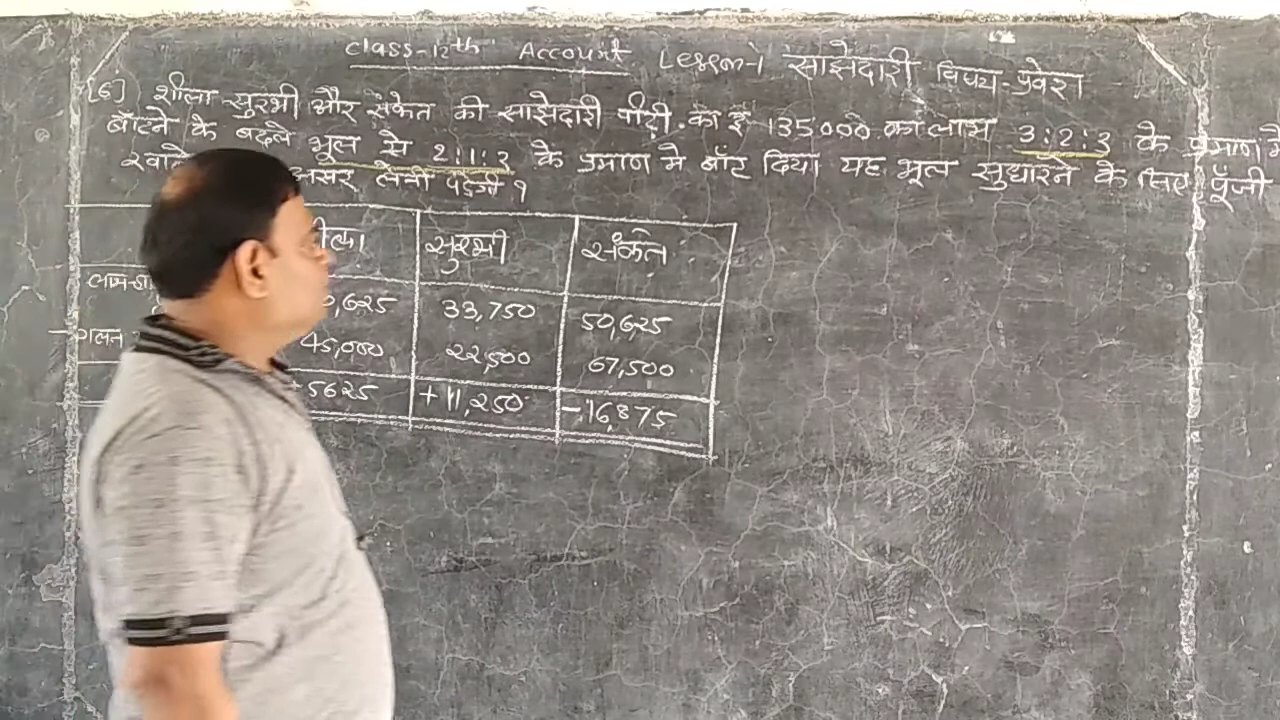 Class-12th Account Lesson-1 साझेदारी विषय-प्रवेश
[6] शीला सुरभी और संकेत की साझेदारी पीढ़ी का ₹ 135000 का लाभ 3:2:3 के प्रमाण मे
बाँटने के बदले भूल से 2:1:3 के प्रमाण मे बाँट दिया यह भूल सुधारने के लिए पूँजी
खाते असर लेनी पड़ेगी ?
सुरभी संकेत
0,625 33,750 50,625
गलत 45,000 22,500 67,500
5625 +11,250 -16,875